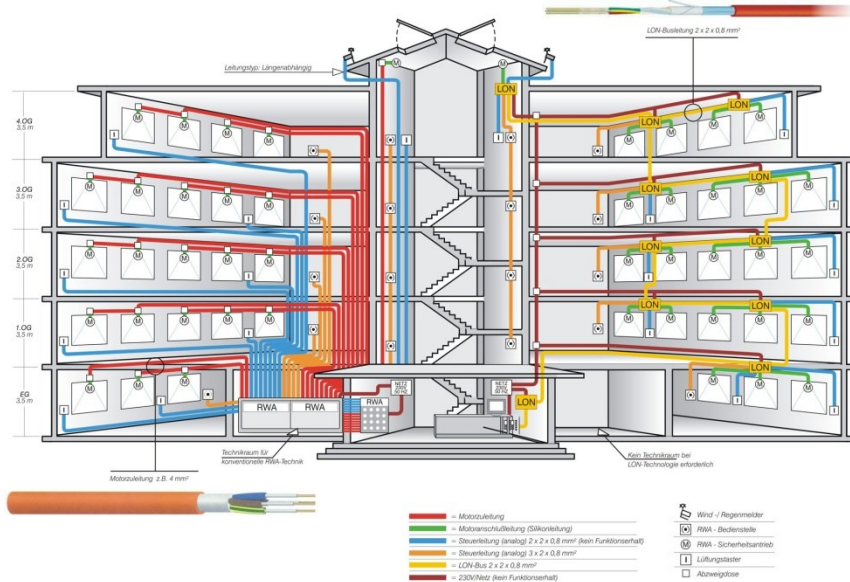 LON-Busleitung 2 x 2 x 0,8 mm²
Leitungstyp: Längenabhängig
4.OG
3,5 m
3.OG
3,5 m
2.OG
3,5 m
1.OG
3,5 m
EG
3,5 m
M M M M M M M M M M
LON LON LON
M M M M M M M M M
LON LON
M M M M M M M M M
LON LON
M M M M M M M M M
LON LON
M M M M M M
LON
RWA RWA RWA
NETZ
230V
50 HZ
NETZ
230V
50 HZ
LON
Technikraum für
konventionelle RWA-Technik
Kein Technikraum bei
LON-Technologie erforderlich
Motorzuleitung z.B. 4 mm²
= Motorzuleitung
= Motoranschlußleitung (Silikonleitung)
= Steuerleitung (analog) 2 x 2 x 0,8 mm² (kein Funktionserhalt)
= Steuerleitung (analog) 3 x 2 x 0,8 mm²
= LON-Bus 2 x 2 x 0,8 mm²
= 230V/Netz (kein Funktionserhalt)
Wind -/ Regenmelder
RWA - Bedienstelle
M RWA - Sicherheitsantrieb
Lüftungstaster
Abzweigdose